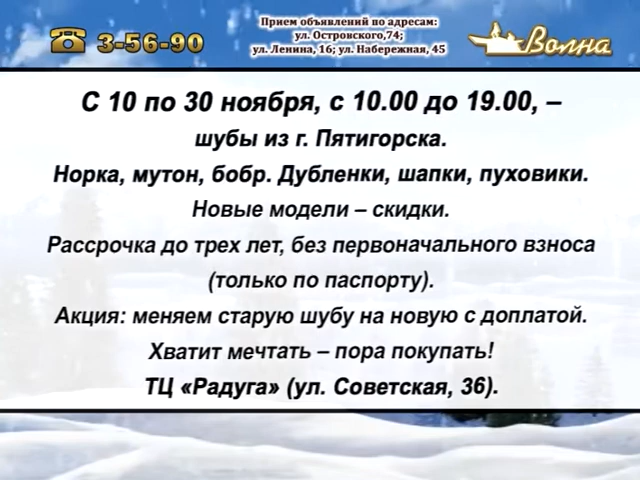 ☎ 3-56-90
Прием объявлений по адресам:
ул. Островского,74;
ул. Ленина, 16; ул. Набережная, 45
Волна
С 10 по 30 ноября, с 10.00 до 19.00, –
шубы из г. Пятигорска.
Норка, мутон, бобр. Дубленки, шапки, пуховики.
Новые модели – скидки.
Рассрочка до трех лет, без первоначального взноса
(только по паспорту).
Акция: меняем старую шубу на новую с доплатой.
Хватит мечтать – пора покупать!
ТЦ «Радуга» (ул. Советская, 36).